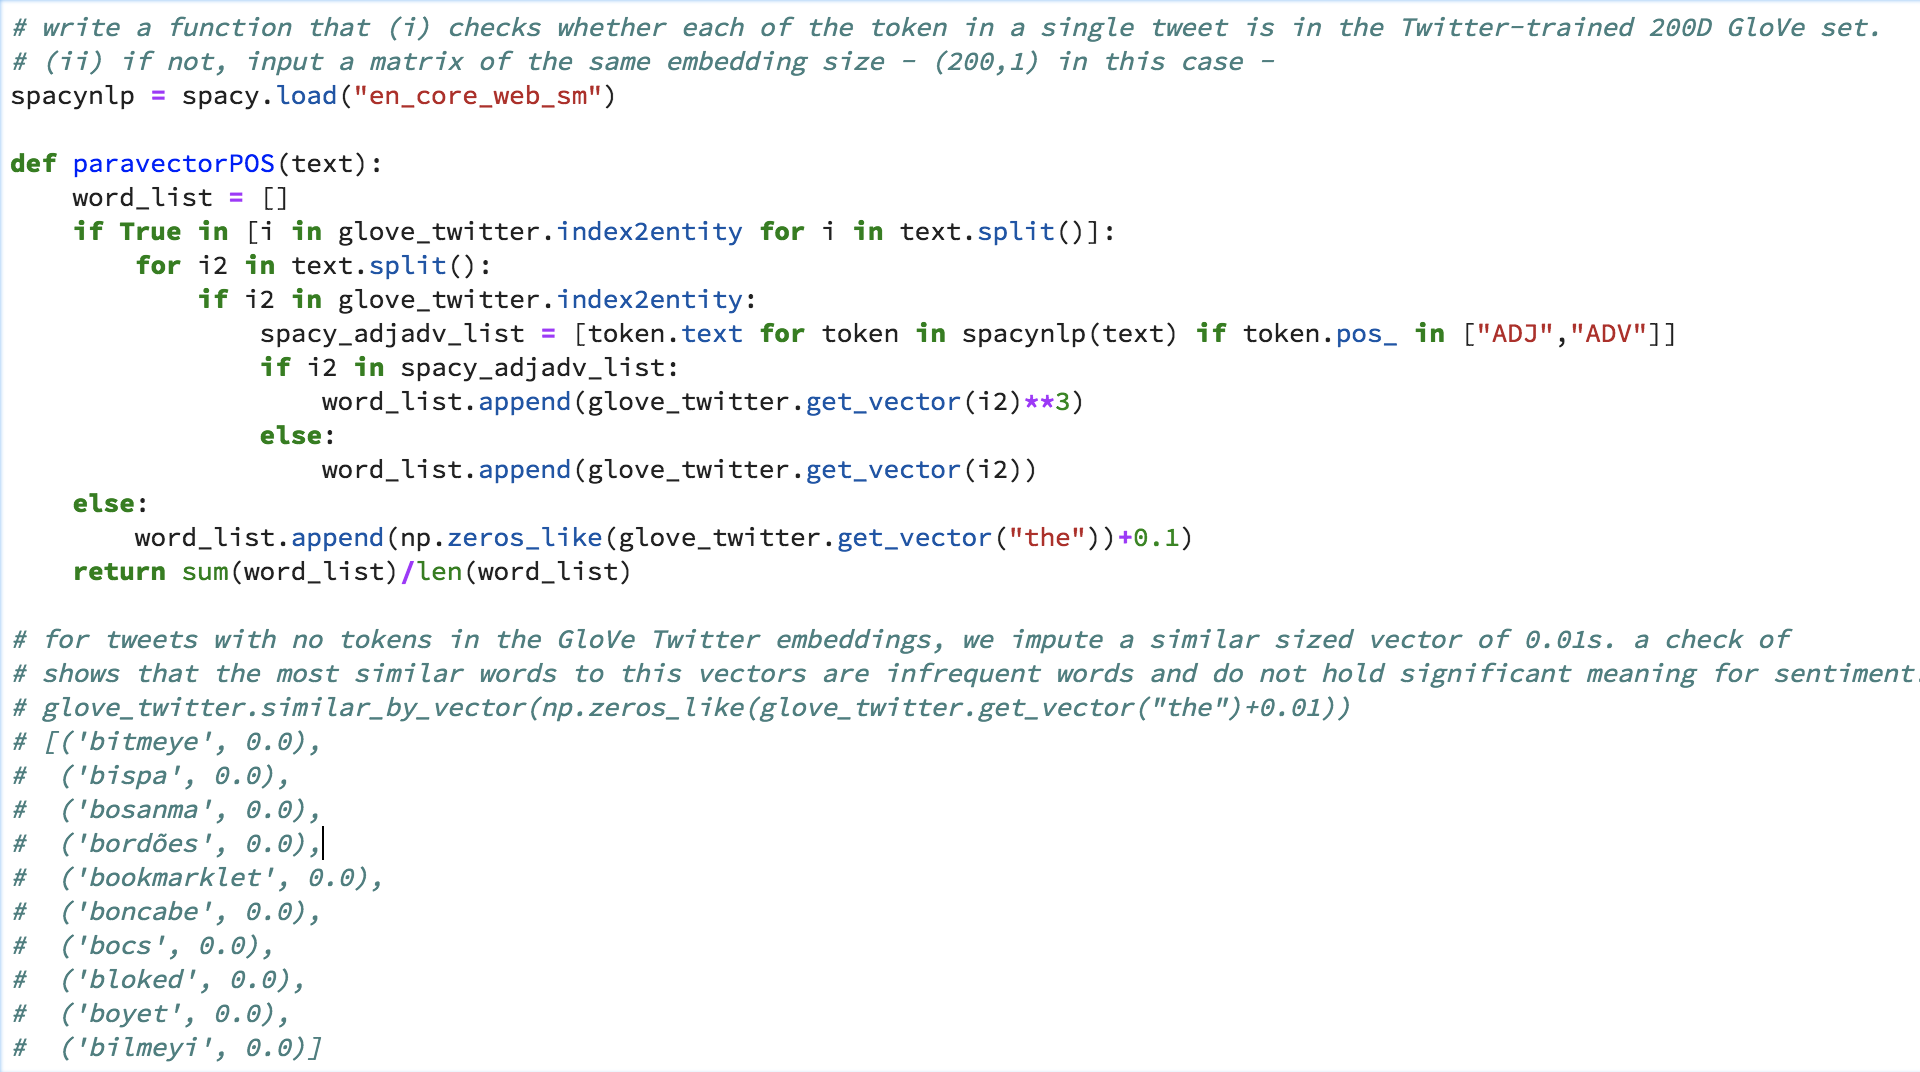 # write a function that (i) checks whether each of the token in a single tweet is in the Twitter-trained 200D GloVe set.
# (ii) if not, input a matrix of the same embedding size - (200,1) in this case -
spacynlp = spacy.load("en_core_web_sm")

def paravectorPOS(text):
    word_list = []
    if True in [i in glove_twitter.index2entity for i in text.split()]:
        for i2 in text.split():
            if i2 in glove_twitter.index2entity:
                spacy_adjadv_list = [token.text for token in spacynlp(text) if token.pos_ in ["ADJ","ADV"]]
                if i2 in spacy_adjadv_list:
                    word_list.append(glove_twitter.get_vector(i2)**3)
                else:
                    word_list.append(glove_twitter.get_vector(i2))
    else:
        word_list.append(np.zeros_like(glove_twitter.get_vector("the"))+0.1)
    return sum(word_list)/len(word_list)

# for tweets with no tokens in the GloVe Twitter embeddings, we impute a similar sized vector of 0.01s. a check of
# shows that the most similar words to this vectors are infrequent words and do not hold significant meaning for sentiment.
# glove_twitter.similar_by_vector(np.zeros_like(glove_twitter.get_vector("the")+0.01))
# [('bitmeye', 0.0),
#  ('bispa', 0.0),
#  ('bosanma', 0.0),
#  ('bordões', 0.0),
#  ('bookmarklet', 0.0),
#  ('boncabe', 0.0),
#  ('bocs', 0.0),
#  ('bloked', 0.0),
#  ('boyet', 0.0),
#  ('bilmeyi', 0.0)]